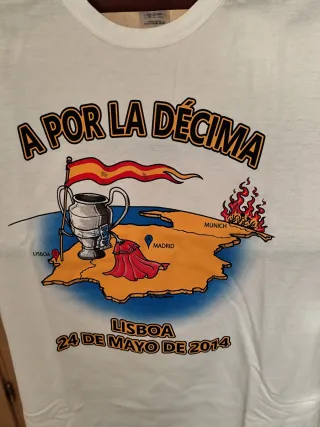 A POR LA DÉCIMA
MUNICH
MADRID
LISBOA
LISBOA
24 DE MAYO DE 2014